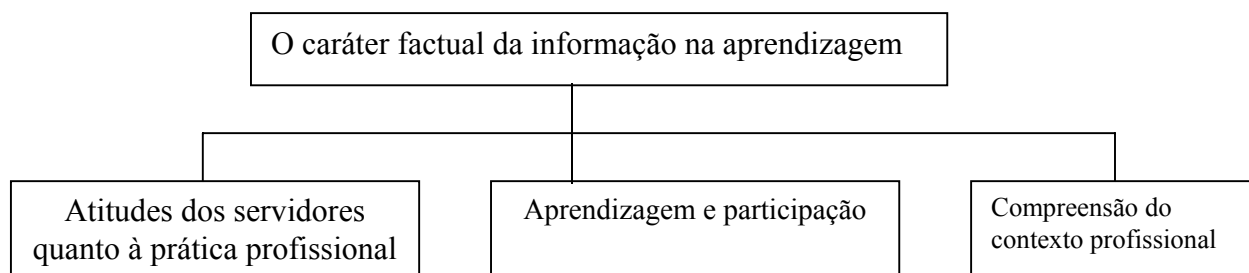 O caráter factual da informação na aprendizagem
Atitudes dos servidores
quanto à prática profissional
Aprendizagem e participação
Compreensão do
contexto profissional